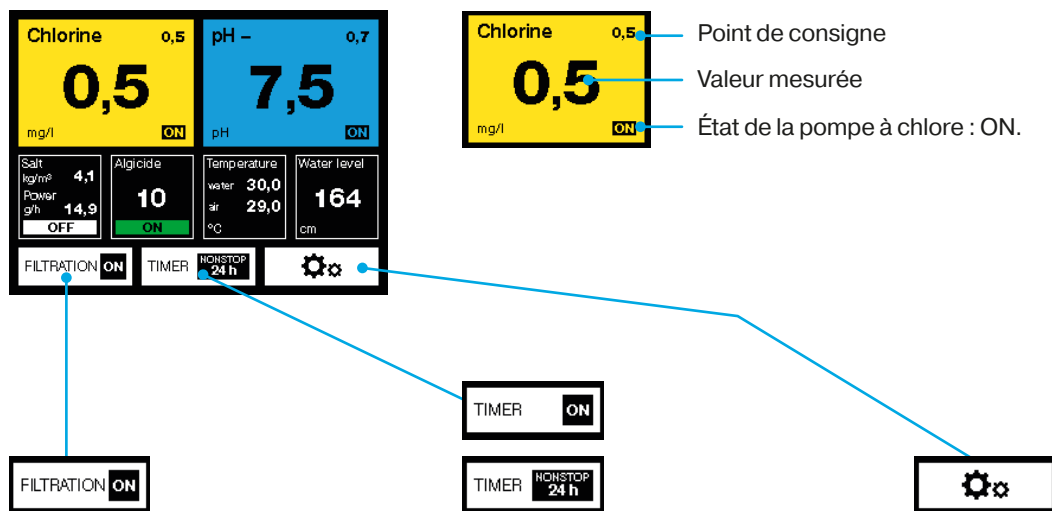 Chlorine 0,5
0,5
mg/l ON
pH – 0,7
7,5
pH ON
Salt
kg/m³ 4,1
Power
g/h 14,9
OFF
Algicide
10
ON
Temperature
water 30,0
air 29,0
°C
Water level
164
cm
FILTRATION ON
TIMER NONSTOP
24 h
Chlorine 0,5
0,5
mg/l ON
Point de consigne
Valeur mesurée
État de la pompe à chlore : ON.
TIMER ON
FILTRATION ON
TIMER NONSTOP
24 h